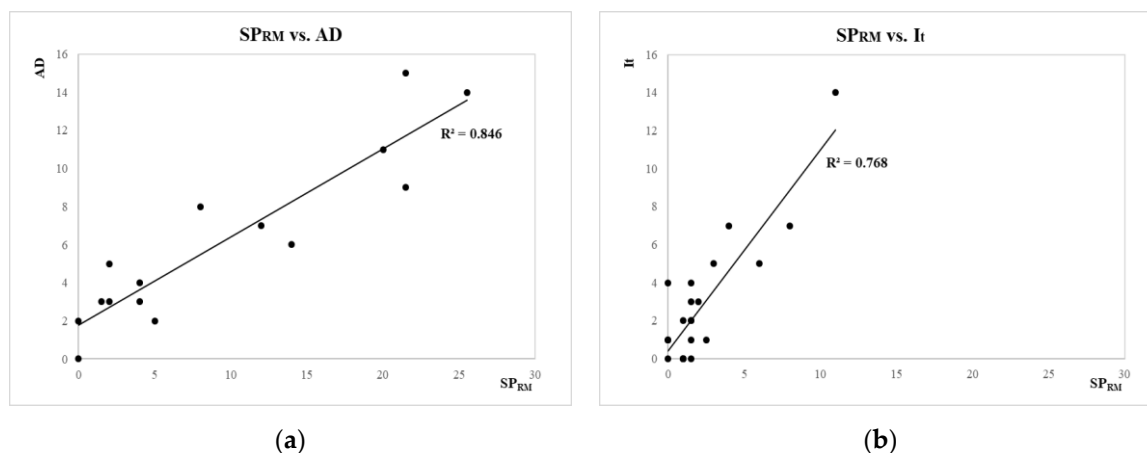 SPRM vs. AD
AD
16
14
12
10
8
6
4
2
0
R² = 0.846
0 5 10 15 20 25 30
SPRM
(a)
SPRM vs. It
It
16
14
12
10
8
6
4
2
0
R² = 0.768
0 5 10 15 20 25 30
SPRM
(b)